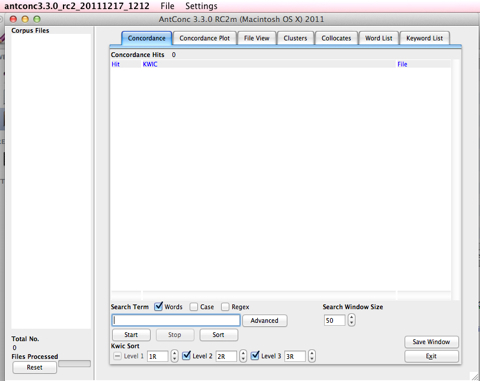 antconc3.3.0_rc2_20111217_1212 File Settings
AntConc 3.3.0 RC2m (Macintosh OS X) 2011
Corpus Files
Concordance Concordance Plot File View Clusters Collocates Word List Keyword List
Concordance Hits 0
Hit KWIC File
Search Term Words Case Regex Search Window Size
Advanced 50
Start Stop Sort
Kwic Sort
Level 1 1R Level 2 2R Level 3 3R
Show Window
Exit
Total No.
0
Files Processed
Reset